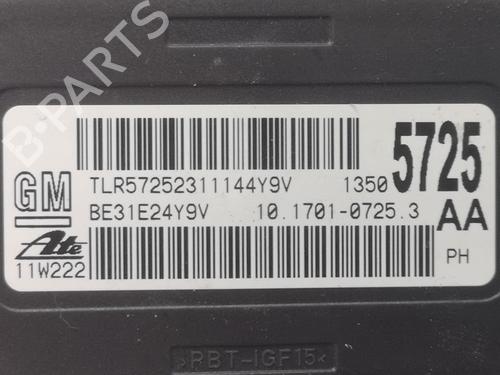 B-PARTS
GM
TLR57252311144Y9V 1350 5725
BE31E24Y9V 10.1701-0725.3 AA
Ate
11W222 PH
>PBT-IGF15<